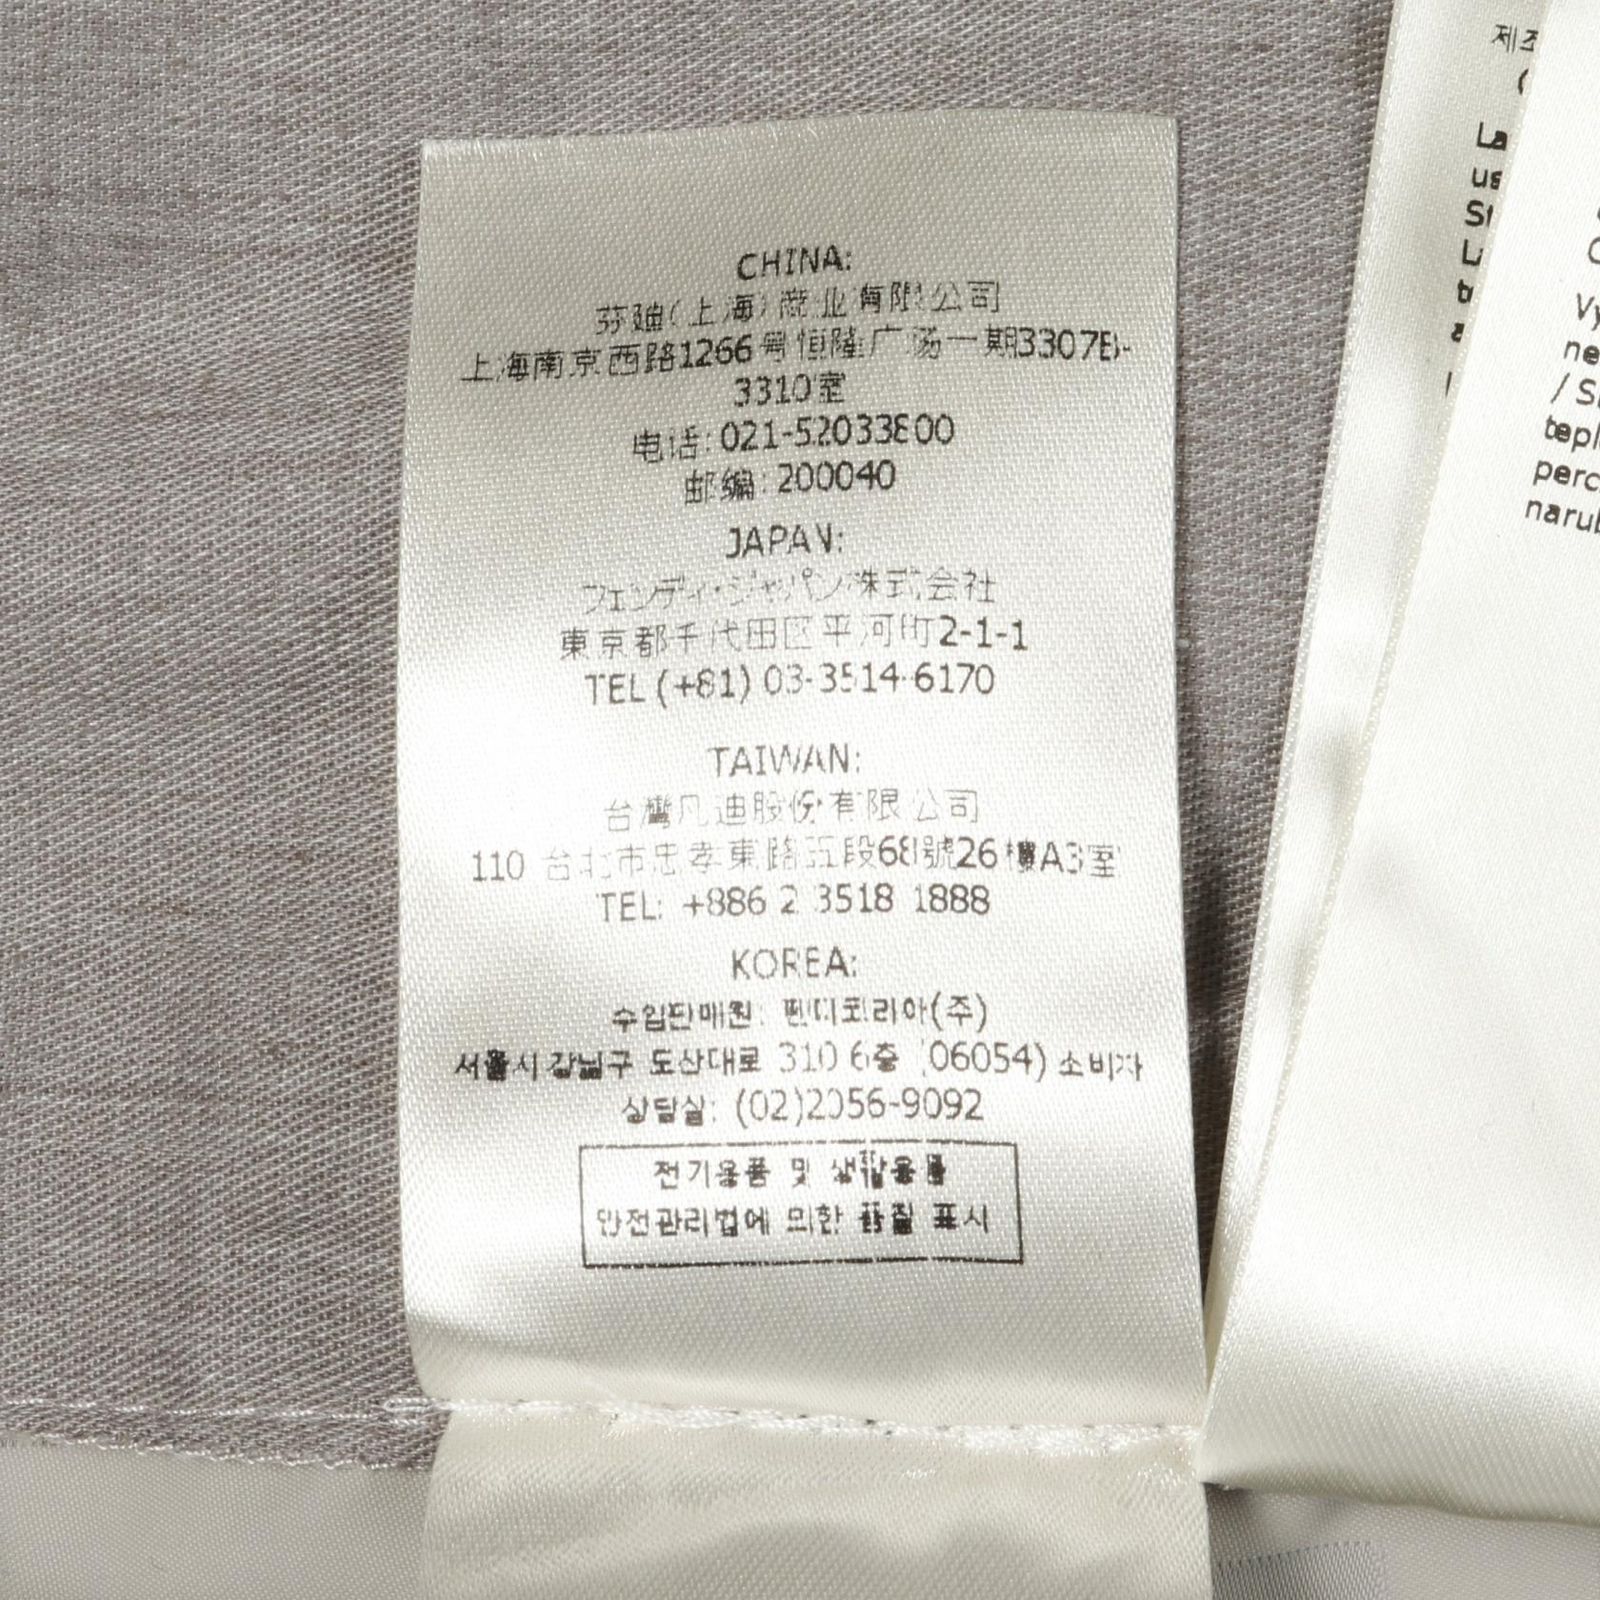 CHINA:
芬迪(上海)商业有限公司
上海南京西路1266号恒隆广场一期3307B-
3310室
电话: 021-52033800
邮编: 200040
JAPAN:
フェンディ・ジャパン株式会社
東京都千代田区平河町2-1-1
TEL (+81) 03-3514-6170
TAIWAN:
台灣凡迪股份有限公司
110 台北市忠孝東路五段68號26樓A3室
TEL: +886 2 3518 1888
KOREA:
수입판매원: 펜디코리아(주)
서울시 강남구 도산대로 310 6층 (06054) 소비자
상담실: (02)2056-9092
전기용품 및 생활용품
안전관리법에 의한 품질 표시